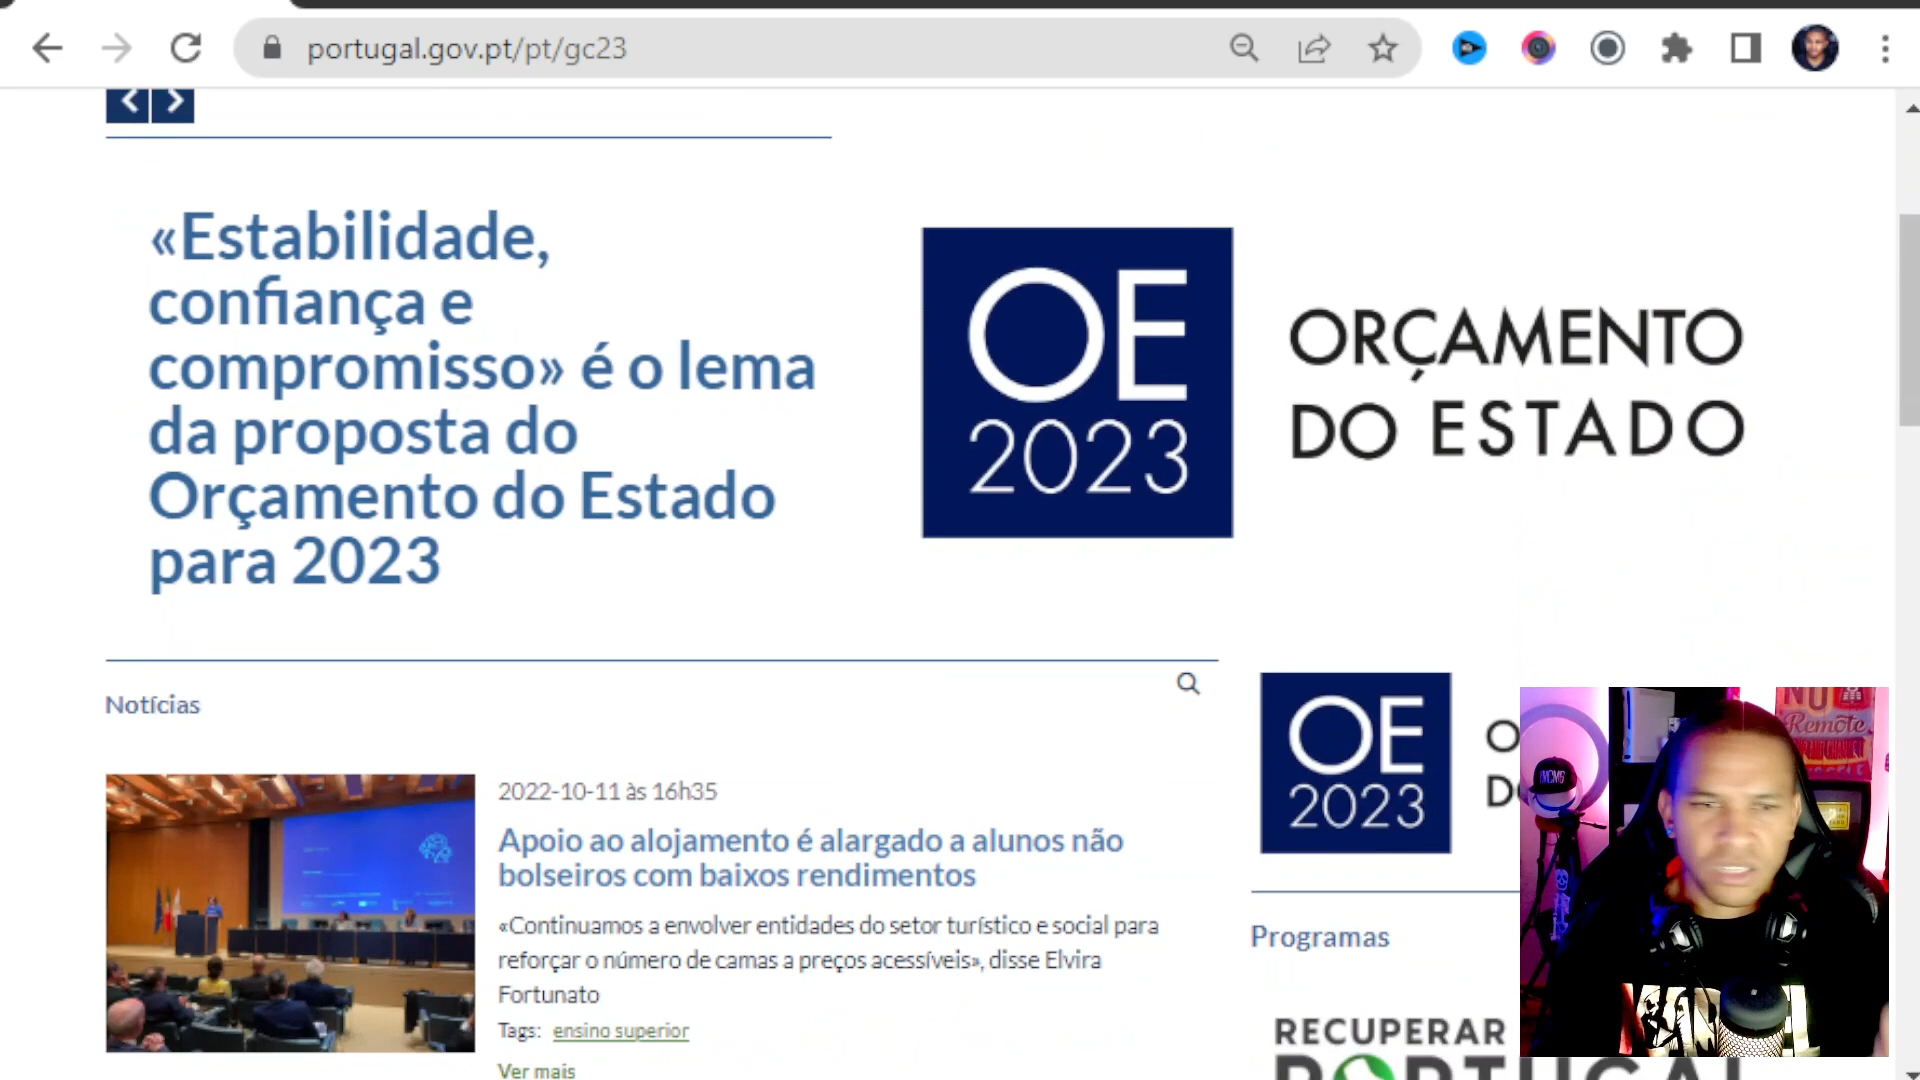 portugal.gov.pt/pt/gc23
«Estabilidade,
confiança e
compromisso» é o lema
da proposta do
Orçamento do Estado
para 2023
OE
2023
ORÇAMENTO
DO ESTADO
Notícias
2022-10-11 às 16h35
Apoio ao alojamento é alargado a alunos não
bolseiros com baixos rendimentos
«Continuamos a envolver entidades do setor turístico e social para
reforçar o número de camas a preços acessíveis», disse Elvira
Fortunato
Tags: ensino superior
Ver mais
OE
2023
O
D
Programas
RECUPERAR
PORTUGAL
NO
Remote